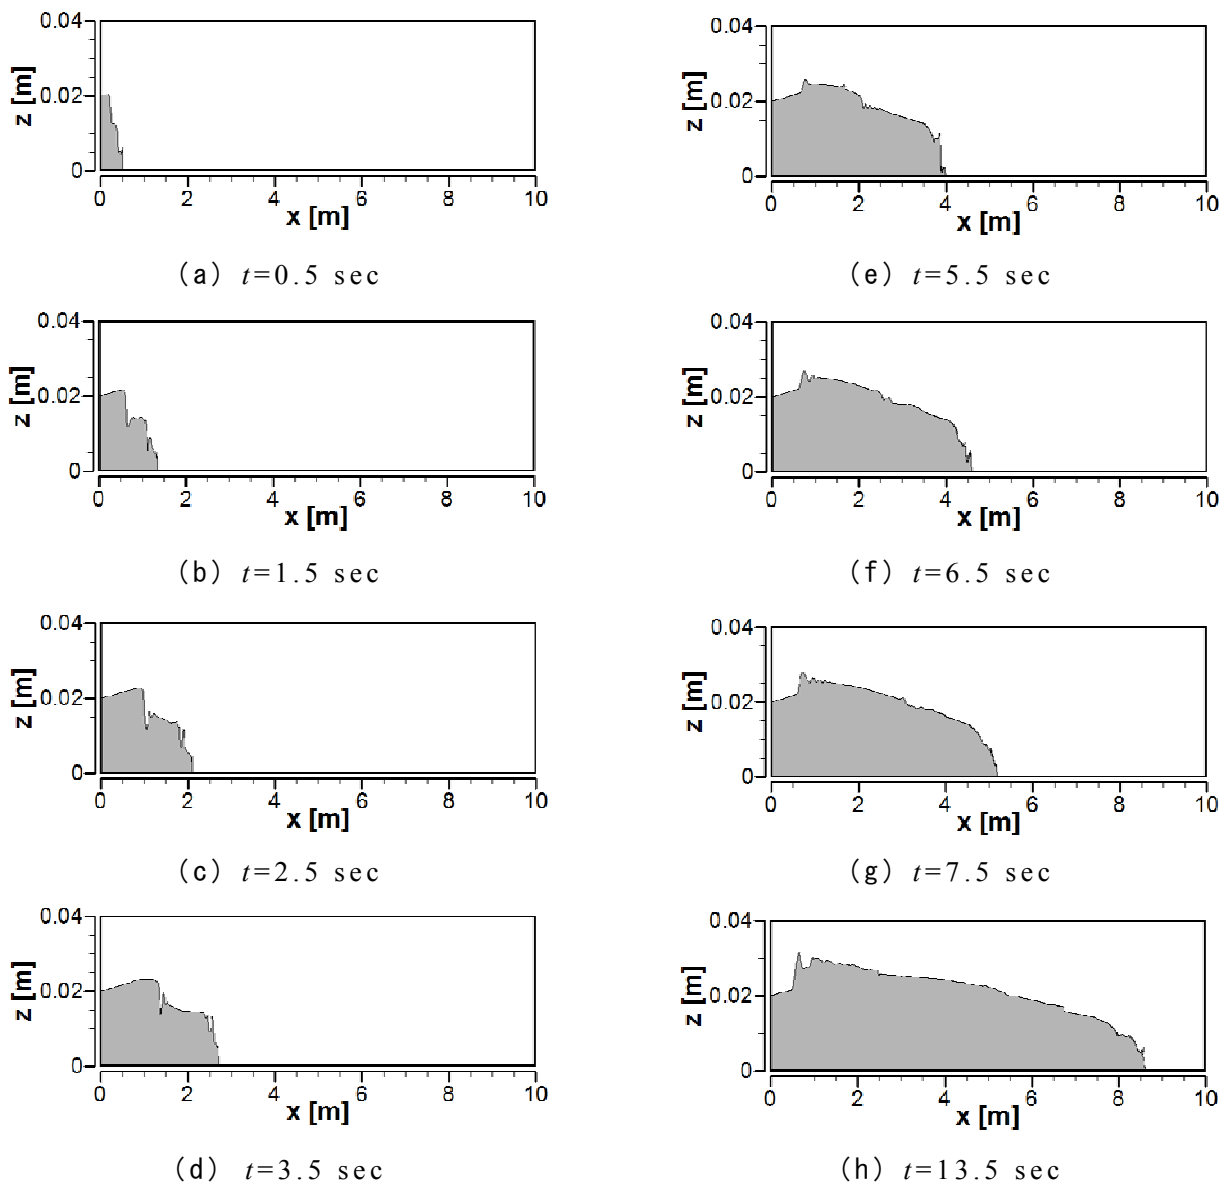 0.04
z [m]
0.02
0
0 2 4 6 8 10
x [m]
(a) t=0.5 sec
0.04
z [m]
0.02
0
0 2 4 6 8 10
x [m]
(b) t=1.5 sec
0.04
z [m]
0.02
0
0 2 4 6 8 10
x [m]
(c) t=2.5 sec
0.04
z [m]
0.02
0
0 2 4 6 8 10
x [m]
(d) t=3.5 sec
0.04
z [m]
0.02
0
0 2 4 6 8 10
x [m]
(e) t=5.5 sec
0.04
z [m]
0.02
0
0 2 4 6 8 10
x [m]
(f) t=6.5 sec
0.04
z [m]
0.02
0
0 2 4 6 8 10
x [m]
(g) t=7.5 sec
0.04
z [m]
0.02
0
0 2 4 6 8 10
x [m]
(h) t=13.5 sec